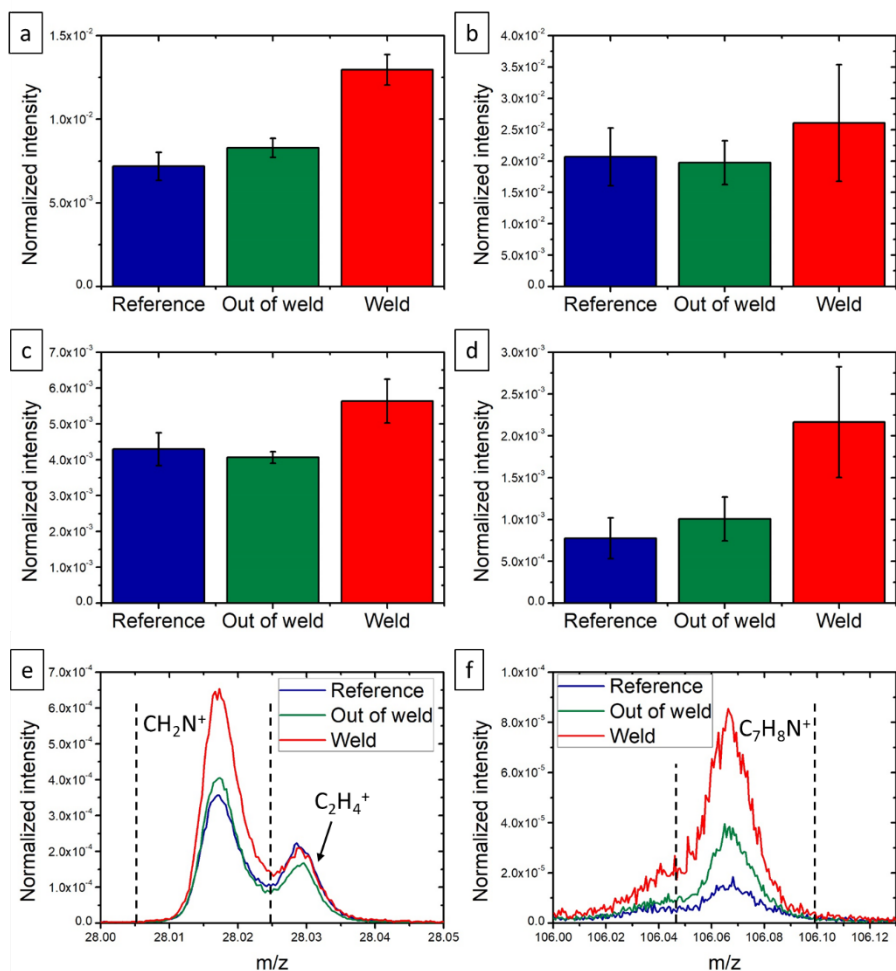 a
Normalized intensity
1.5x10⁻²
1.0x10⁻²
5.0x10⁻³
0.0
Reference
Out of weld
Weld
b
Normalized intensity
4.0x10⁻²
3.5x10⁻²
3.0x10⁻²
2.5x10⁻²
2.0x10⁻²
1.5x10⁻²
1.0x10⁻²
5.0x10⁻³
0.0
Reference
Out of weld
Weld
c
Normalized intensity
7.0x10⁻³
6.0x10⁻³
5.0x10⁻³
4.0x10⁻³
3.0x10⁻³
2.0x10⁻³
1.0x10⁻³
0.0
Reference
Out of weld
Weld
d
Normalized intensity
3.0x10⁻³
2.5x10⁻³
2.0x10⁻³
1.5x10⁻³
1.0x10⁻³
5.0x10⁻⁴
0.0
Reference
Out of weld
Weld
e
Normalized intensity
7.0x10⁻⁴
6.0x10⁻⁴
5.0x10⁻⁴
4.0x10⁻⁴
3.0x10⁻⁴
2.0x10⁻⁴
1.0x10⁻⁴
0.0
CH₂N⁺
Reference
Out of weld
Weld
C₂H₄⁺
28.00
28.01
28.02
28.03
28.04
28.05
m/z
f
Normalized intensity
1.0x10⁻⁴
8.0x10⁻⁵
6.0x10⁻⁵
4.0x10⁻⁵
2.0x10⁻⁵
0.0
Reference
Out of weld
Weld
C₇H₈N⁺
106.00
106.02
106.04
106.06
106.08
106.10
106.12
m/z